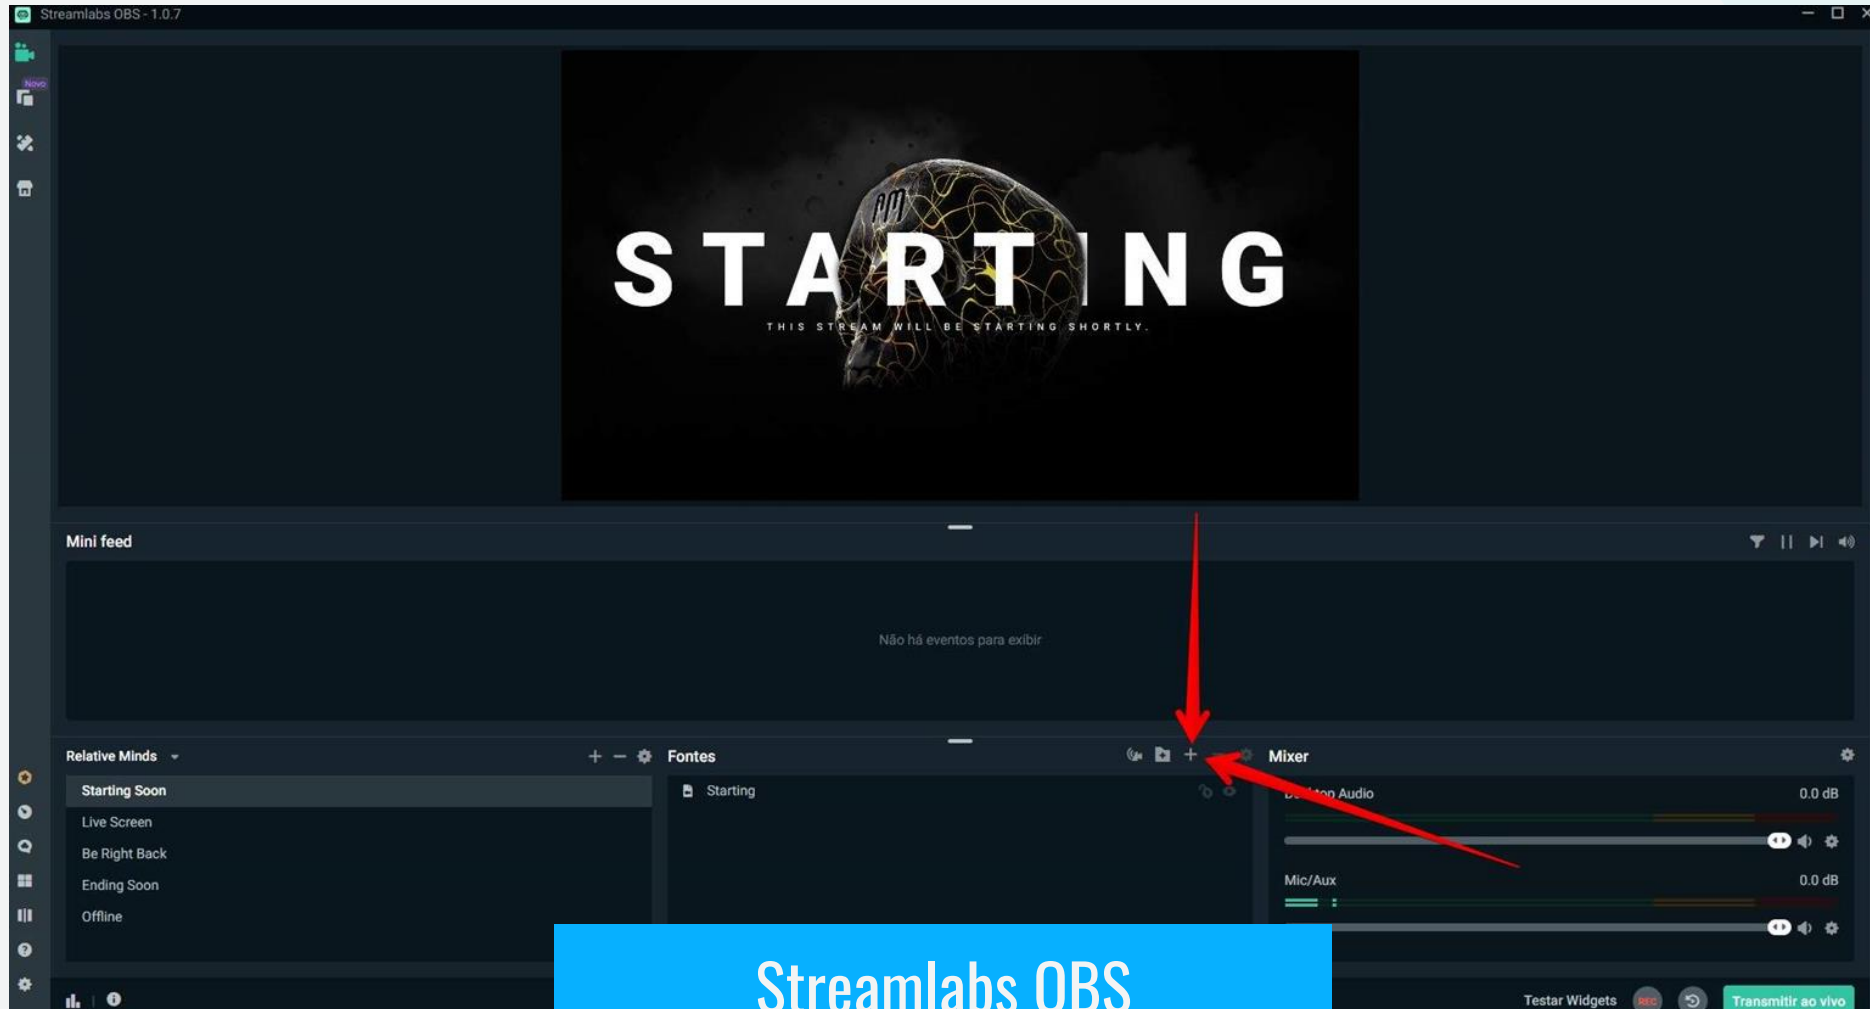 Streamlabs OBS - 1.0.7
Novo
AM
STARTING
THIS STREAM WILL BE STARTING SHORTLY.
Mini feed
Não há eventos para exibir
Relative Minds
Starting Soon
Live Screen
Be Right Back
Ending Soon
Offline
Fontes
Starting
Mixer
Desktop Audio 0.0 dB
Mic/Aux 0.0 dB
Streamlabs OBS
Testar Widgets REC Transmitir ao vivo